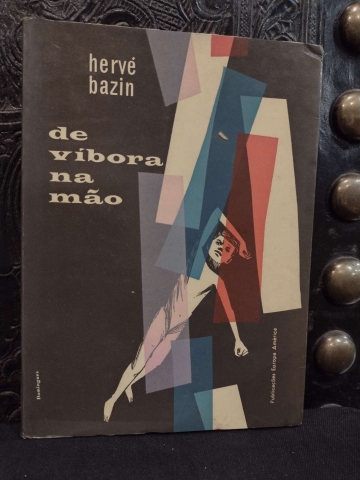 hervé
bazin
de
víbora
na
mão
Publicações Europa-América